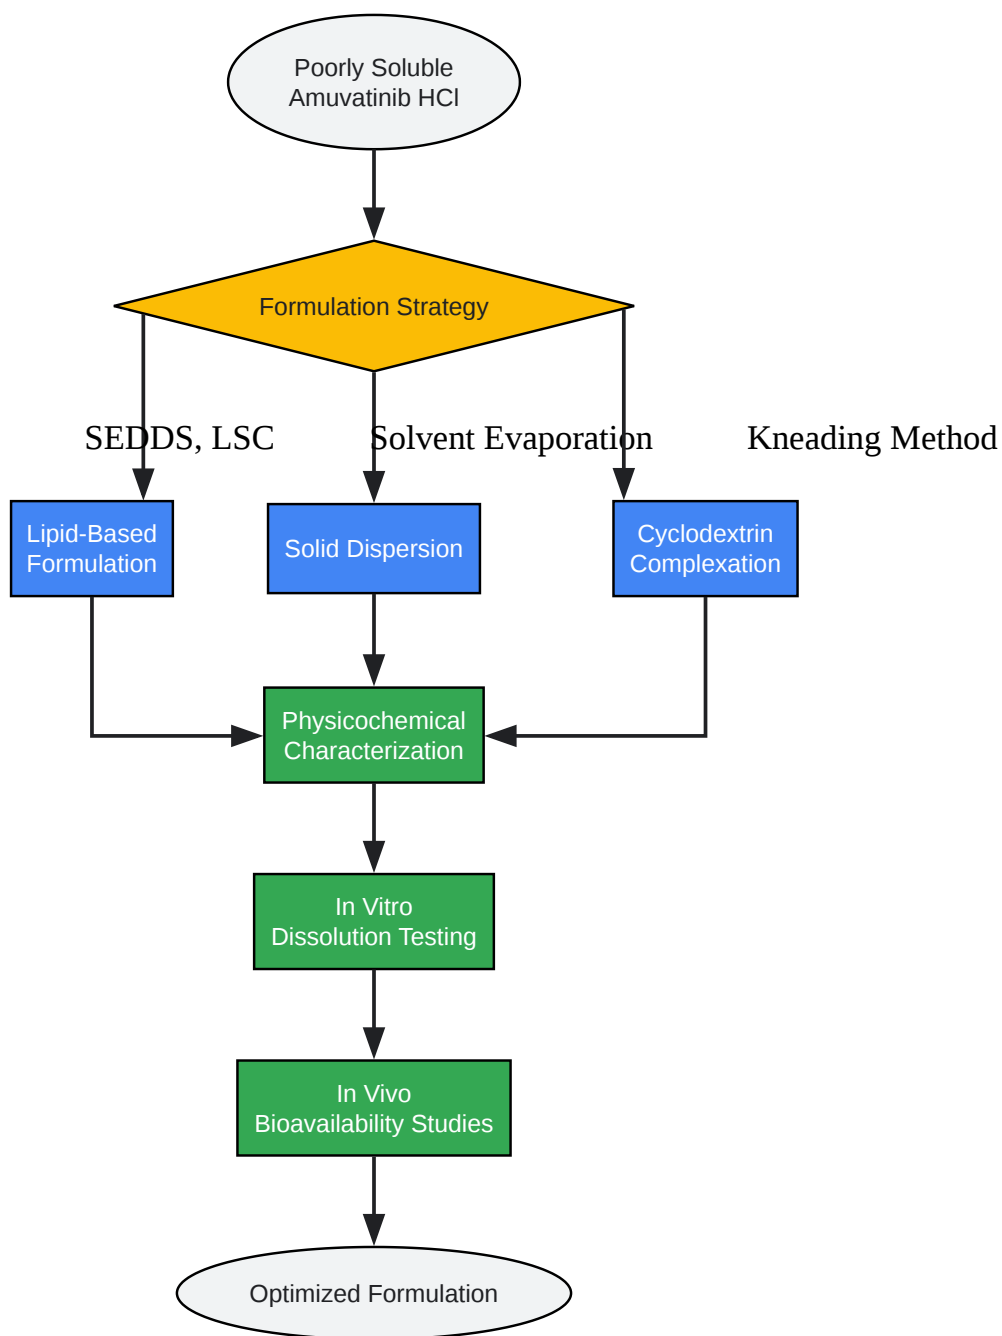 Poorly Soluble
Amuvatinib HCl
Formulation Strategy
SEDDS, LSC
Solvent Evaporation
Kneading Method
Lipid-Based
Formulation
Solid Dispersion
Cyclodextrin
Complexation
Physicochemical
Characterization
In Vitro
Dissolution Testing
In Vivo
Bioavailability Studies
Optimized Formulation